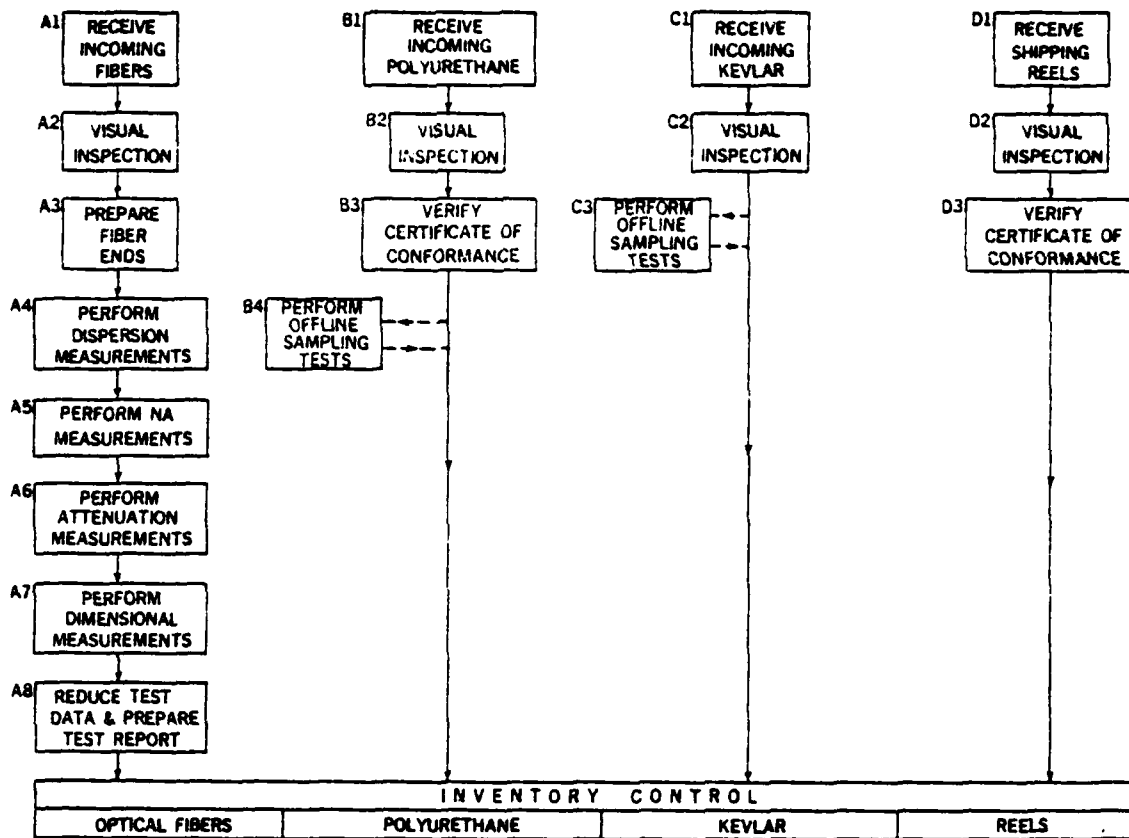 A1
RECEIVE
INCOMING
FIBERS
A2
VISUAL
INSPECTION
A3
PREPARE
FIBER
ENDS
A4
PERFORM
DISPERSION
MEASUREMENTS
A5
PERFORM NA
MEASUREMENTS
A6
PERFORM
ATTENUATION
MEASUREMENTS
A7
PERFORM
DIMENSIONAL
MEASUREMENTS
A8
REDUCE TEST
DATA & PREPARE
TEST REPORT
B1
RECEIVE
INCOMING
POLYURETHANE
B2
VISUAL
INSPECTION
B3
VERIFY
CERTIFICATE OF
CONFORMANCE
B4
PERFORM
OFFLINE
SAMPLING
TESTS
C1
RECEIVE
INCOMING
KEVLAR
C2
VISUAL
INSPECTION
C3
PERFORM
OFFLINE
SAMPLING
TESTS
D1
RECEIVE
SHIPPING
REELS
D2
VISUAL
INSPECTION
D3
VERIFY
CERTIFICATE OF
CONFORMANCE
INVENTORY CONTROL
OPTICAL FIBERS
POLYURETHANE
KEVLAR
REELS